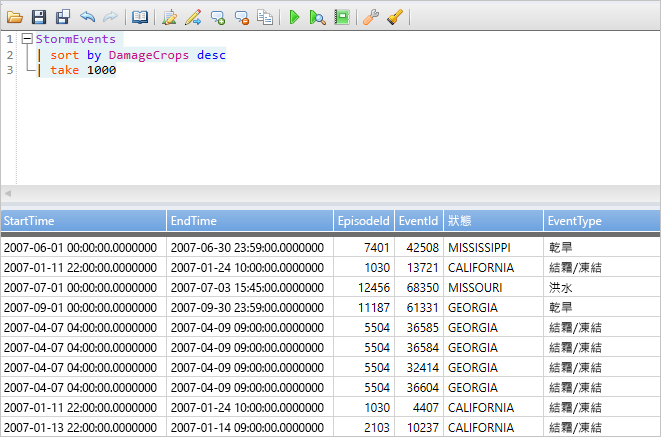 1 StormEvents
2 | sort by DamageCrops desc
3 | take 1000
StartTime EndTime EpisodeId EventId 狀態 EventType
2007-06-01 00:00:00.0000000 2007-06-30 23:59:00.0000000 7401 42508 MISSISSIPPI 乾旱
2007-01-11 22:00:00.0000000 2007-01-24 10:00:00.0000000 1030 13721 CALIFORNIA 結霜/凍結
2007-07-01 00:00:00.0000000 2007-07-03 15:45:00.0000000 12456 68350 MISSOURI 洪水
2007-09-01 00:00:00.0000000 2007-09-30 23:59:00.0000000 11187 61331 GEORGIA 乾旱
2007-04-07 04:00:00.0000000 2007-04-09 09:00:00.0000000 5504 36585 GEORGIA 結霜/凍結
2007-04-07 04:00:00.0000000 2007-04-09 09:00:00.0000000 5504 36584 GEORGIA 結霜/凍結
2007-04-07 04:00:00.0000000 2007-04-09 09:00:00.0000000 5504 32414 GEORGIA 結霜/凍結
2007-04-07 04:00:00.0000000 2007-04-09 09:00:00.0000000 5504 36604 GEORGIA 結霜/凍結
2007-01-11 22:00:00.0000000 2007-01-24 10:00:00.0000000 1030 4407 CALIFORNIA 結霜/凍結
2007-01-13 22:00:00.0000000 2007-01-14 09:00:00.0000000 2103 10237 CALIFORNIA 結霜/凍結